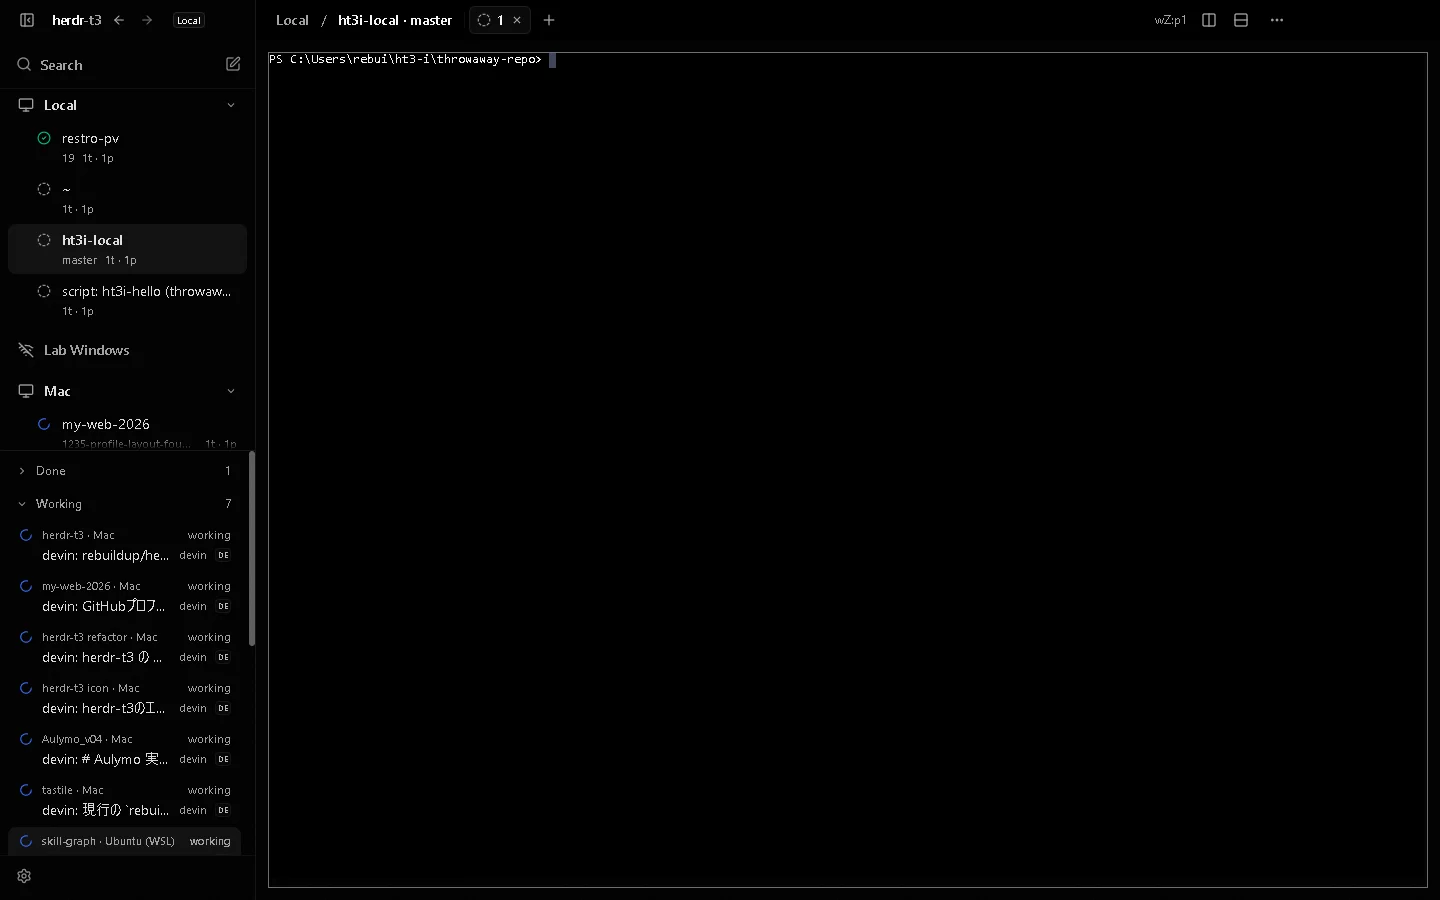 herdr-t3 Local
Local / ht3i-local · master 1
wZ:p1
Search
Local
restro-pv
19 1t · 1p
~
1t · 1p
ht3i-local
master 1t · 1p
script: ht3i-hello (throwaw...
1t · 1p
Lab Windows
Mac
my-web-2026
1235-profile-layout-fou... 1t · 1p
Done 1
Working 7
herdr-t3 · Mac working
devin: rebuildup/he... devin DE
my-web-2026 · Mac working
devin: GitHubプロフ... devin DE
herdr-t3 refactor · Mac working
devin: herdr-t3 の ... devin DE
herdr-t3 icon · Mac working
devin: herdr-t3のエ... devin DE
Aulymo_v04 · Mac working
devin: # Aulymo 実... devin DE
tastile · Mac working
devin: 現行の `rebui... devin DE
skill-graph · Ubuntu (WSL) working
PS C:\Users\rebui\ht3-i\throwaway-repo>